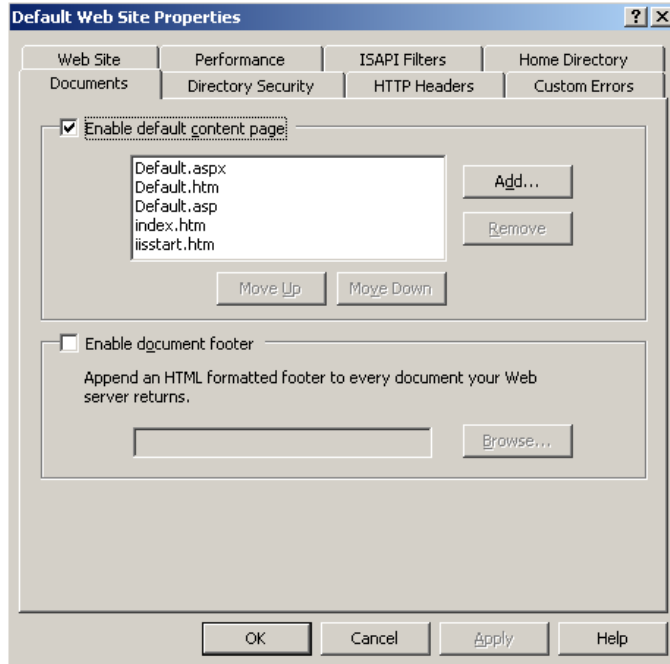 Default Web Site Properties
Web Site Performance ISAPI Filters Home Directory
Documents Directory Security HTTP Headers Custom Errors
Enable default content page
Default.aspx
Default.htm
Default.asp
index.htm
iisstart.htm
Add...
Remove
Move Up Move Down
Enable document footer
Append an HTML formatted footer to every document your Web
server returns.
Browse...
OK Cancel Apply Help